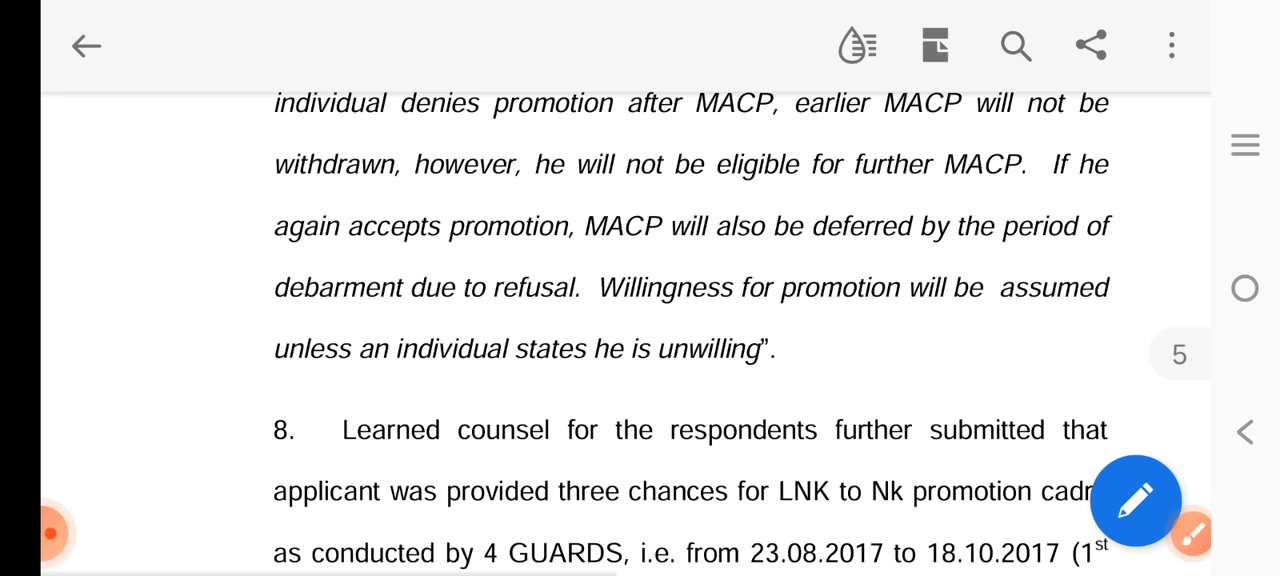 individual denies promotion after MACP, earlier MACP will not be
withdrawn, however, he will not be eligible for further MACP. If he
again accepts promotion, MACP will also be deferred by the period of
debarment due to refusal. Willingness for promotion will be assumed
unless an individual states he is unwilling”.
5
8. Learned counsel for the respondents further submitted that
applicant was provided three chances for LNK to Nk promotion
as conducted by 4 GUARDS, i.e. from 23.08.2017 to 18.10.2017 (1st